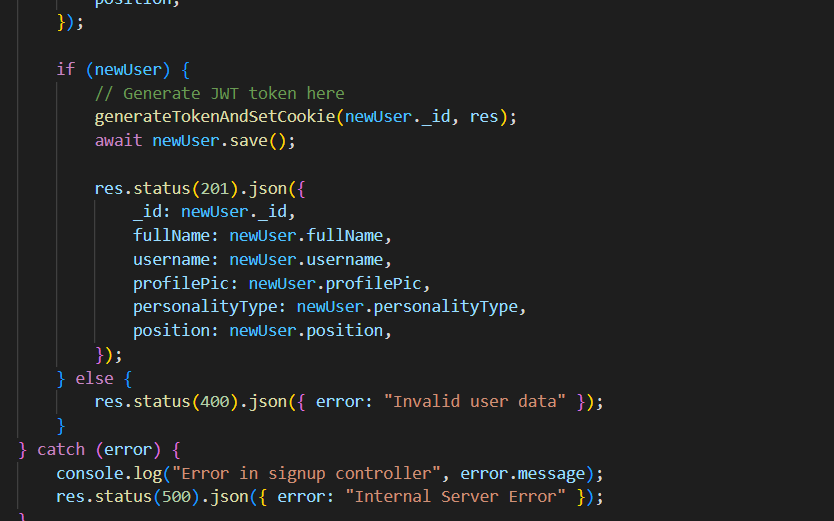 position,
});
if (newUser) {
// Generate JWT token here
generateTokenAndSetCookie(newUser._id, res);
await newUser.save();
res.status(201).json({
_id: newUser._id,
fullName: newUser.fullName,
username: newUser.username,
profilePic: newUser.profilePic,
personalityType: newUser.personalityType,
position: newUser.position,
});
} else {
res.status(400).json({ error: "Invalid user data" });
}
} catch (error) {
console.log("Error in signup controller", error.message);
res.status(500).json({ error: "Internal Server Error" });
}